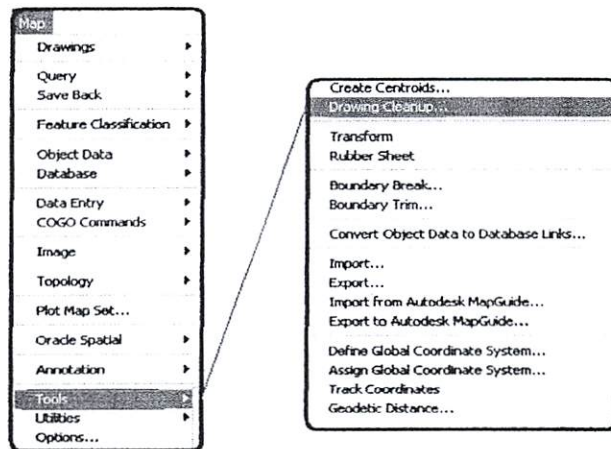 Map
Drawings
Query
Save Back
Feature Classification
Object Data
Database
Data Entry
COGO Commands
Image
Topology
Plot Map Set...
Oracle Spatial
Annotation
Tools
Utilities
Options...
Create Centroids...
Drawing Cleanup...
Transform
Rubber Sheet
Boundary Break...
Boundary Trim...
Convert Object Data to Database Links...
Import...
Export...
Import from Autodesk MapGuide...
Export to Autodesk MapGuide...
Define Global Coordinate System...
Assign Global Coordinate System...
Track Coordinates
Geodetic Distance...